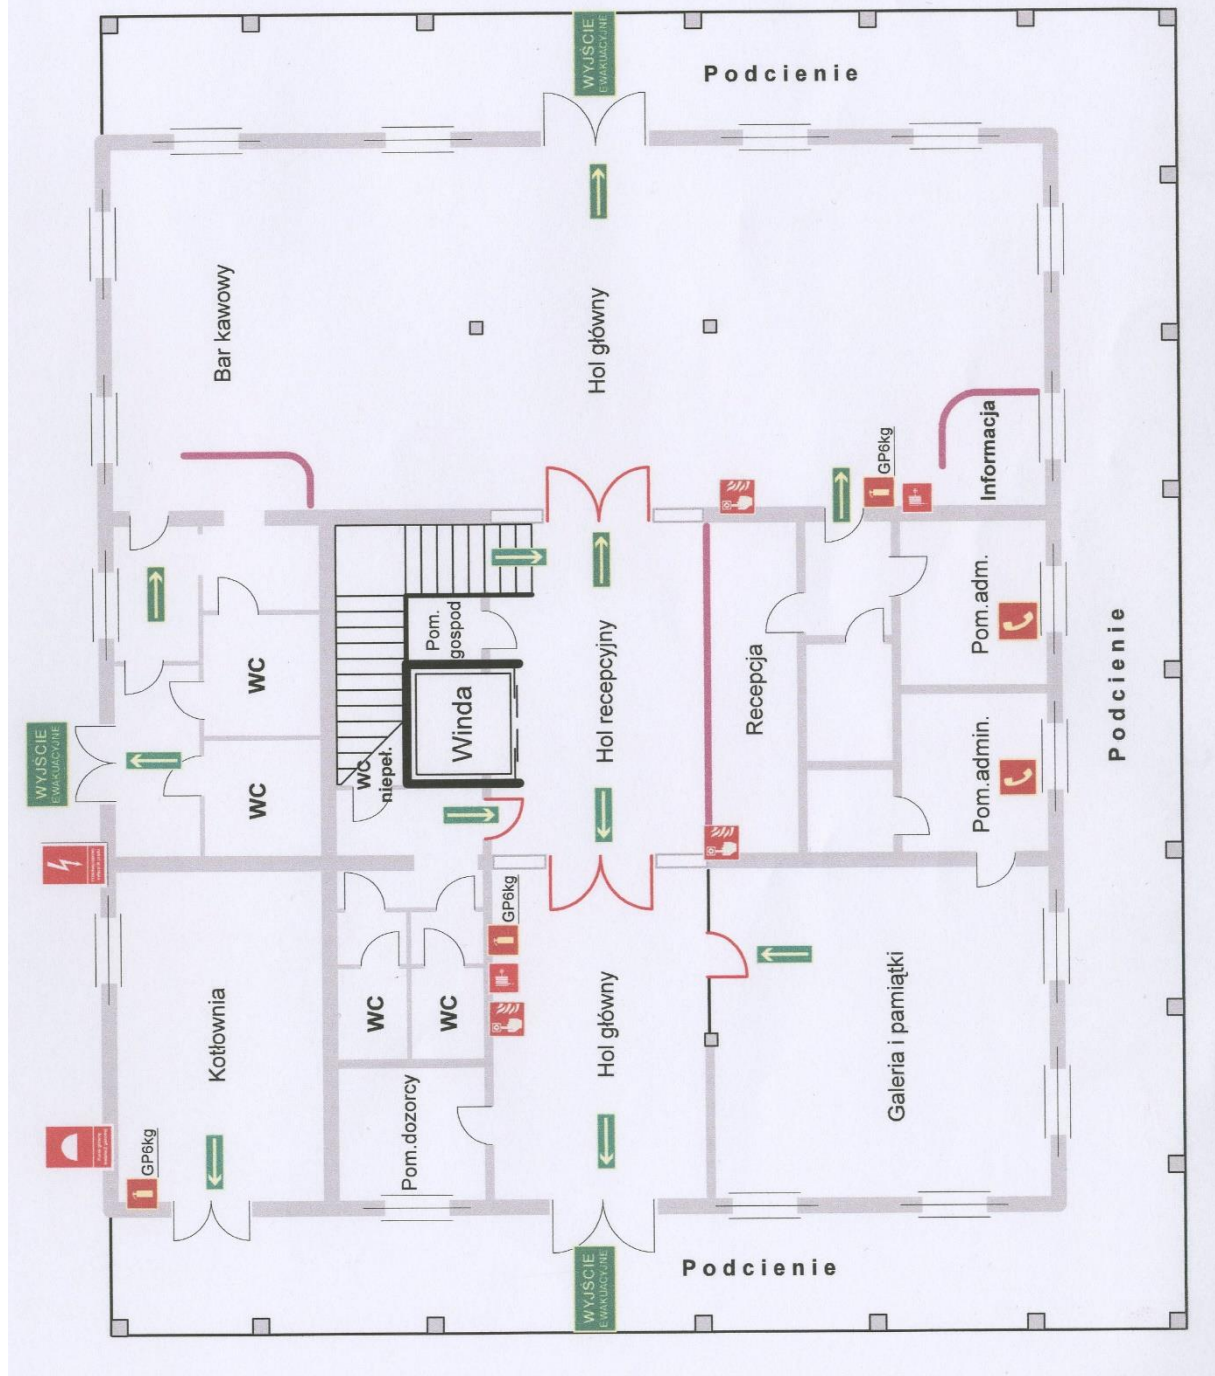 WYJŚCIE
EWAKUACYJNE
Podcienie
Bar kawowy
Hol główny
Informacja
GP6kg
WC
WC
WYJŚCIE
EWAKUACYJNE
Pom.
gospod
Winda
WC
niepeł.
Hol recepcyjny
Recepcja
Pom.adm.
Pom.admin.
Podcienie
Kotłownia
GP6kg
WC
WC
GP6kg
Pom.dozorcy
Hol główny
Galeria i pamiątki
WYJŚCIE
EWAKUACYJNE
Podcienie